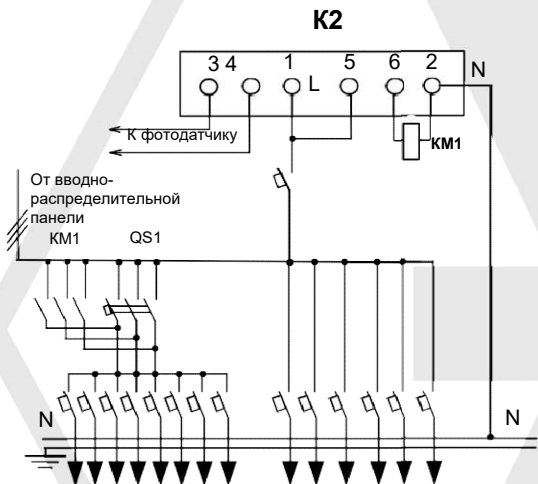 К2
3 4 1 5 6 2 N
L
К фотодатчику
КМ1
От вводно-
распределительной
панели
КМ1 QS1
N N